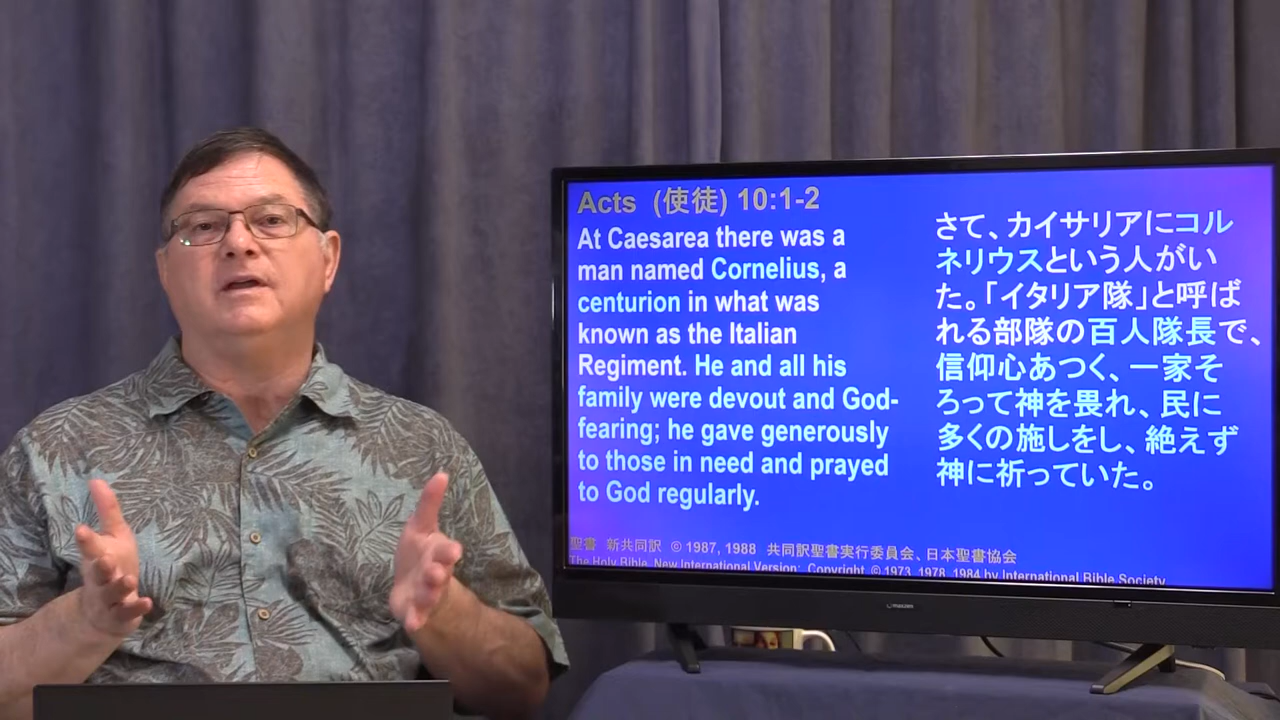 Acts (使徒) 10:1-2
At Caesarea there was a
man named Cornelius, a
centurion in what was
known as the Italian
Regiment. He and all his
family were devout and God-
fearing; he gave generously
to those in need and prayed
to God regularly.
さて、カイサリアにコル
ネリウスという人がい
た。「イタリア隊」と呼ば
れる部隊の百人隊長で、
信仰心あつく、一家そ
ろって神を畏れ、民に
多くの施しをし、絶えず
神に祈っていた。
聖書 新共同訳 © 1987, 1988 共同訳聖書実行委員会、日本聖書協会
The Holy Bible, New International Version; Copyright © 1973, 1978, 1984 by International Bible Society
maxzen